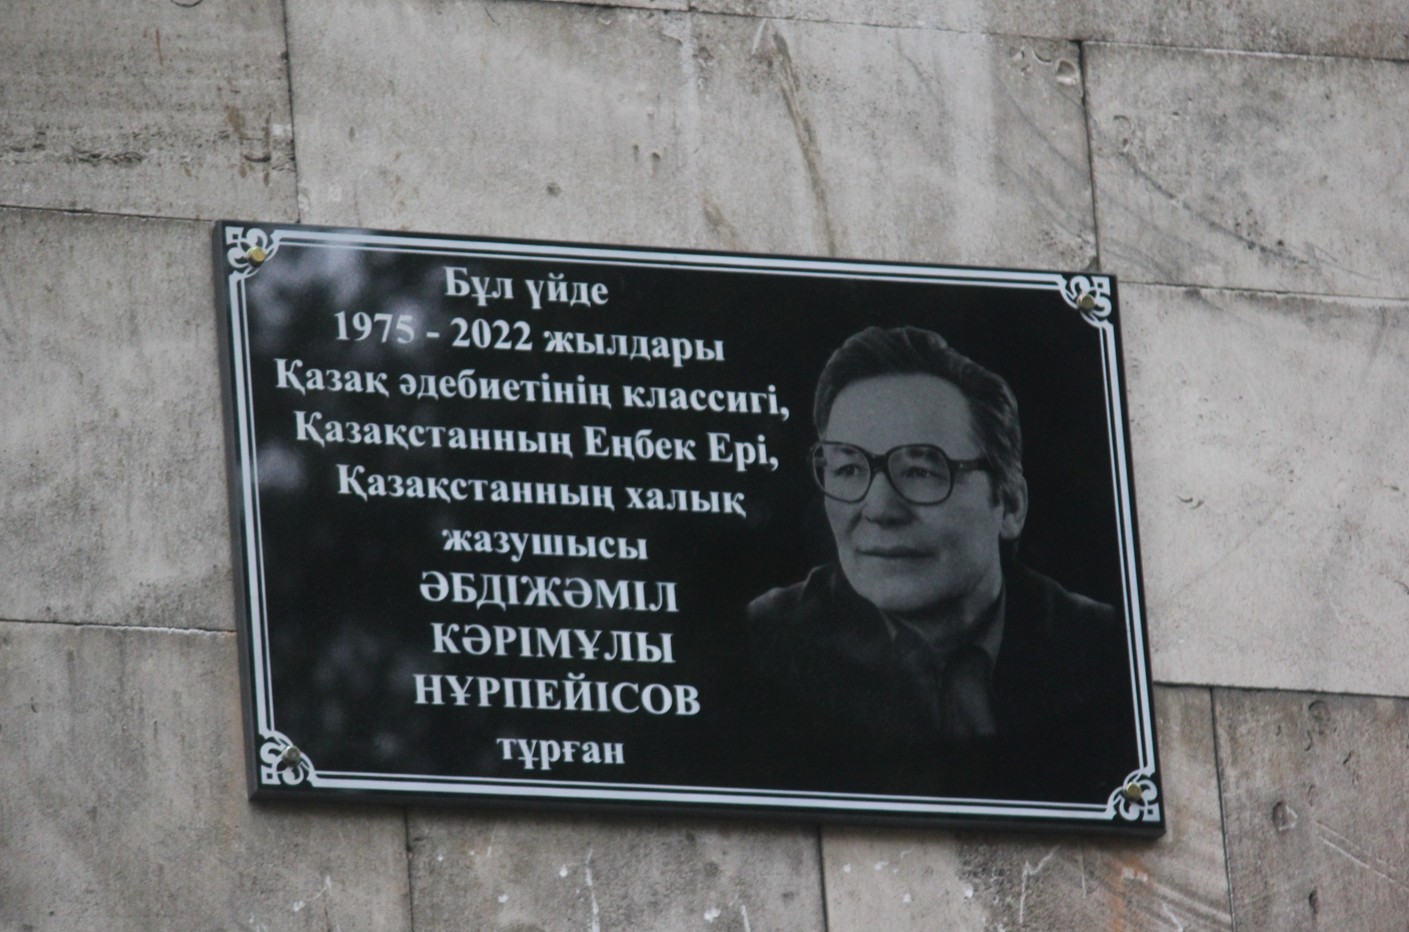 Бұл үйде
1975 - 2022 жылдары
Қазақ әдебиетінің классигі,
Қазақстанның Еңбек Ері,
Қазақстанның халық
жазушысы
ӘБДІЖӘМІЛ
КӘРІМҰЛЫ
НҰРПЕЙІСОВ
тұрған